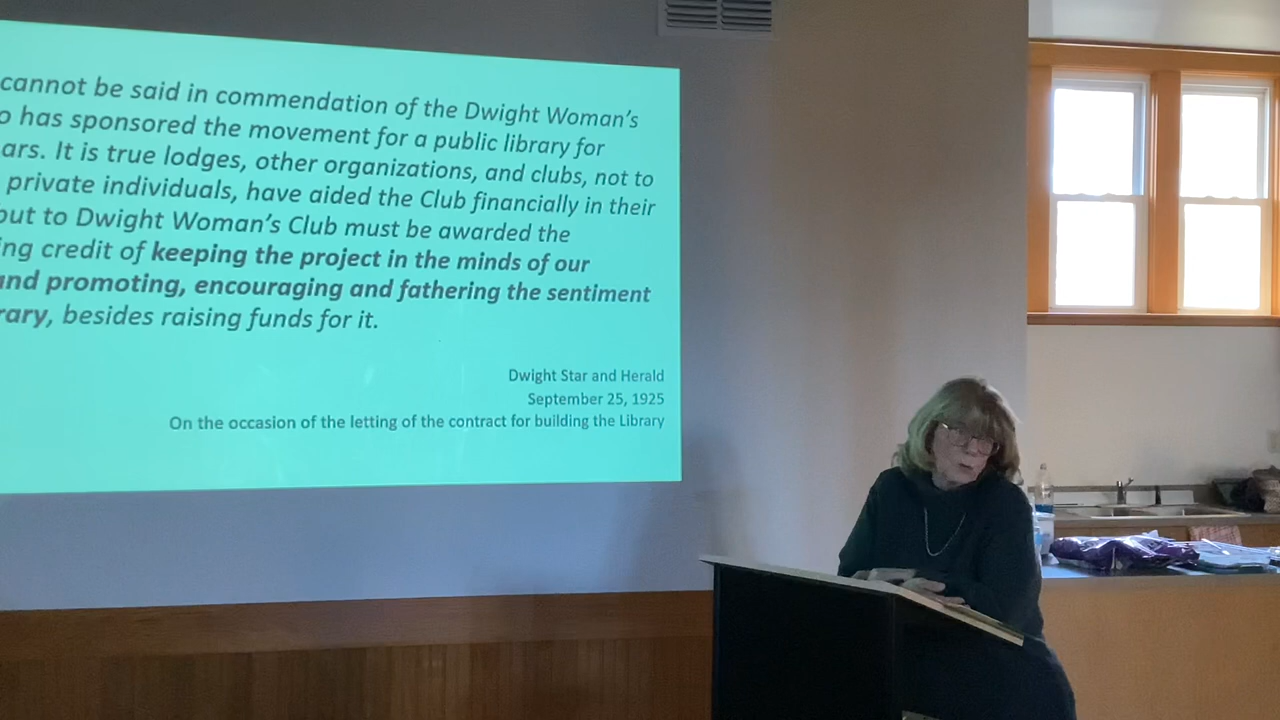 cannot be said in commendation of the Dwight Woman's
o has sponsored the movement for a public library for
ars. It is true lodges, other organizations, and clubs, not to
private individuals, have aided the Club financially in their
out to Dwight Woman's Club must be awarded the
ing credit of keeping the project in the minds of our
and promoting, encouraging and fathering the sentiment
rary, besides raising funds for it.
Dwight Star and Herald
September 25, 1925
On the occasion of the letting of the contract for building the Library